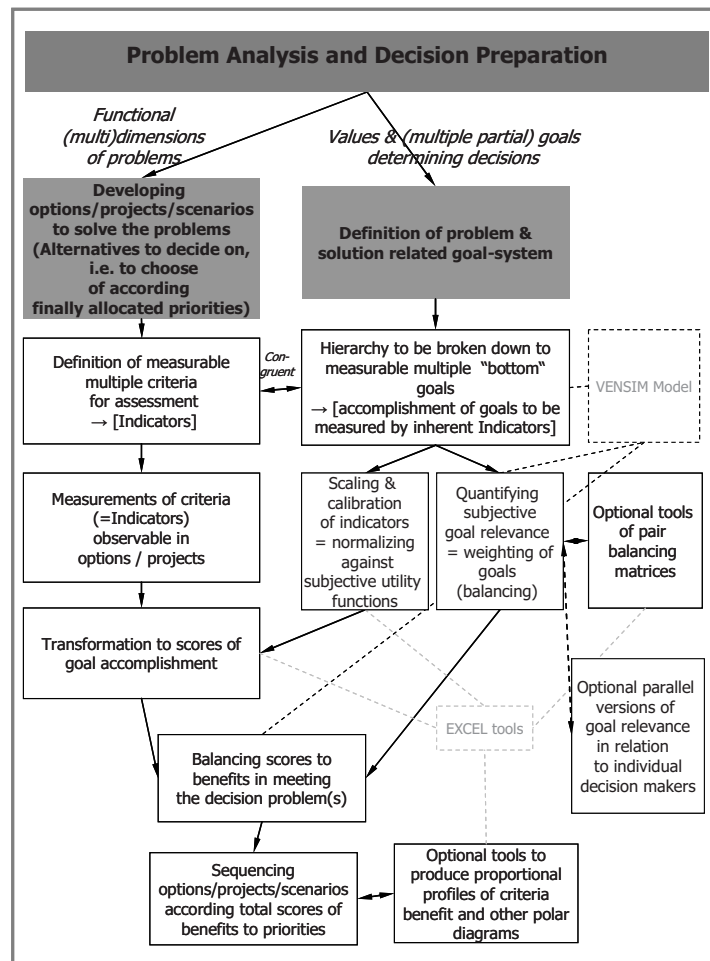 Problem Analysis and Decision Preparation
Functional
(multi)dimensions
of problems
Values & (multiple partial) goals
determining decisions
Developing
options/projects/scenarios
to solve the problems
(Alternatives to decide on,
i.e. to choose
of according
finally allocated priorities)
Definition of problem &
solution related goal-system
Definition of measurable
multiple criteria
for assessment
→ [Indicators]
Con-
gruent
Hierarchy to be broken down to
measurable multiple "bottom"
goals
→ [accomplishment of goals to be
measured by inherent Indicators]
VENSIM Model
Measurements of criteria
(=Indicators)
observable in
options / projects
Scaling &
calibration
of indicators
= normalizing
against
subjective utility
functions
Quantifying
subjective
goal relevance
= weighting of
goals
(balancing)
Optional tools
of pair
balancing
matrices
Transformation to scores of
goal accomplishment
EXCEL tools
Optional parallel
versions of
goal relevance
in relation
to individual
decision makers
Balancing scores to
benefits in meeting
the decision problem(s)
Sequencing
options/projects/scenarios
according total scores of
benefits to priorities
Optional tools to
produce proportional
profiles of criteria
benefit and other polar
diagrams